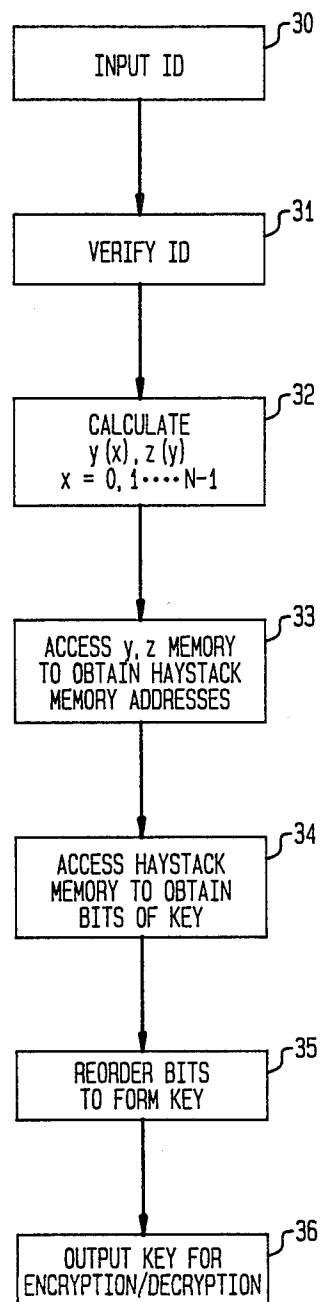 30
INPUT ID
31
VERIFY ID
32
CALCULATE
y(x), z(y)
x = 0, 1····N-1
33
ACCESS y, z MEMORY
TO OBTAIN HAYSTACK
MEMORY ADDRESSES
34
ACCESS HAYSTACK
MEMORY TO OBTAIN
BITS OF KEY
35
REORDER BITS
TO FORM KEY
36
OUTPUT KEY FOR
ENCRYPTION/DECRYPTION